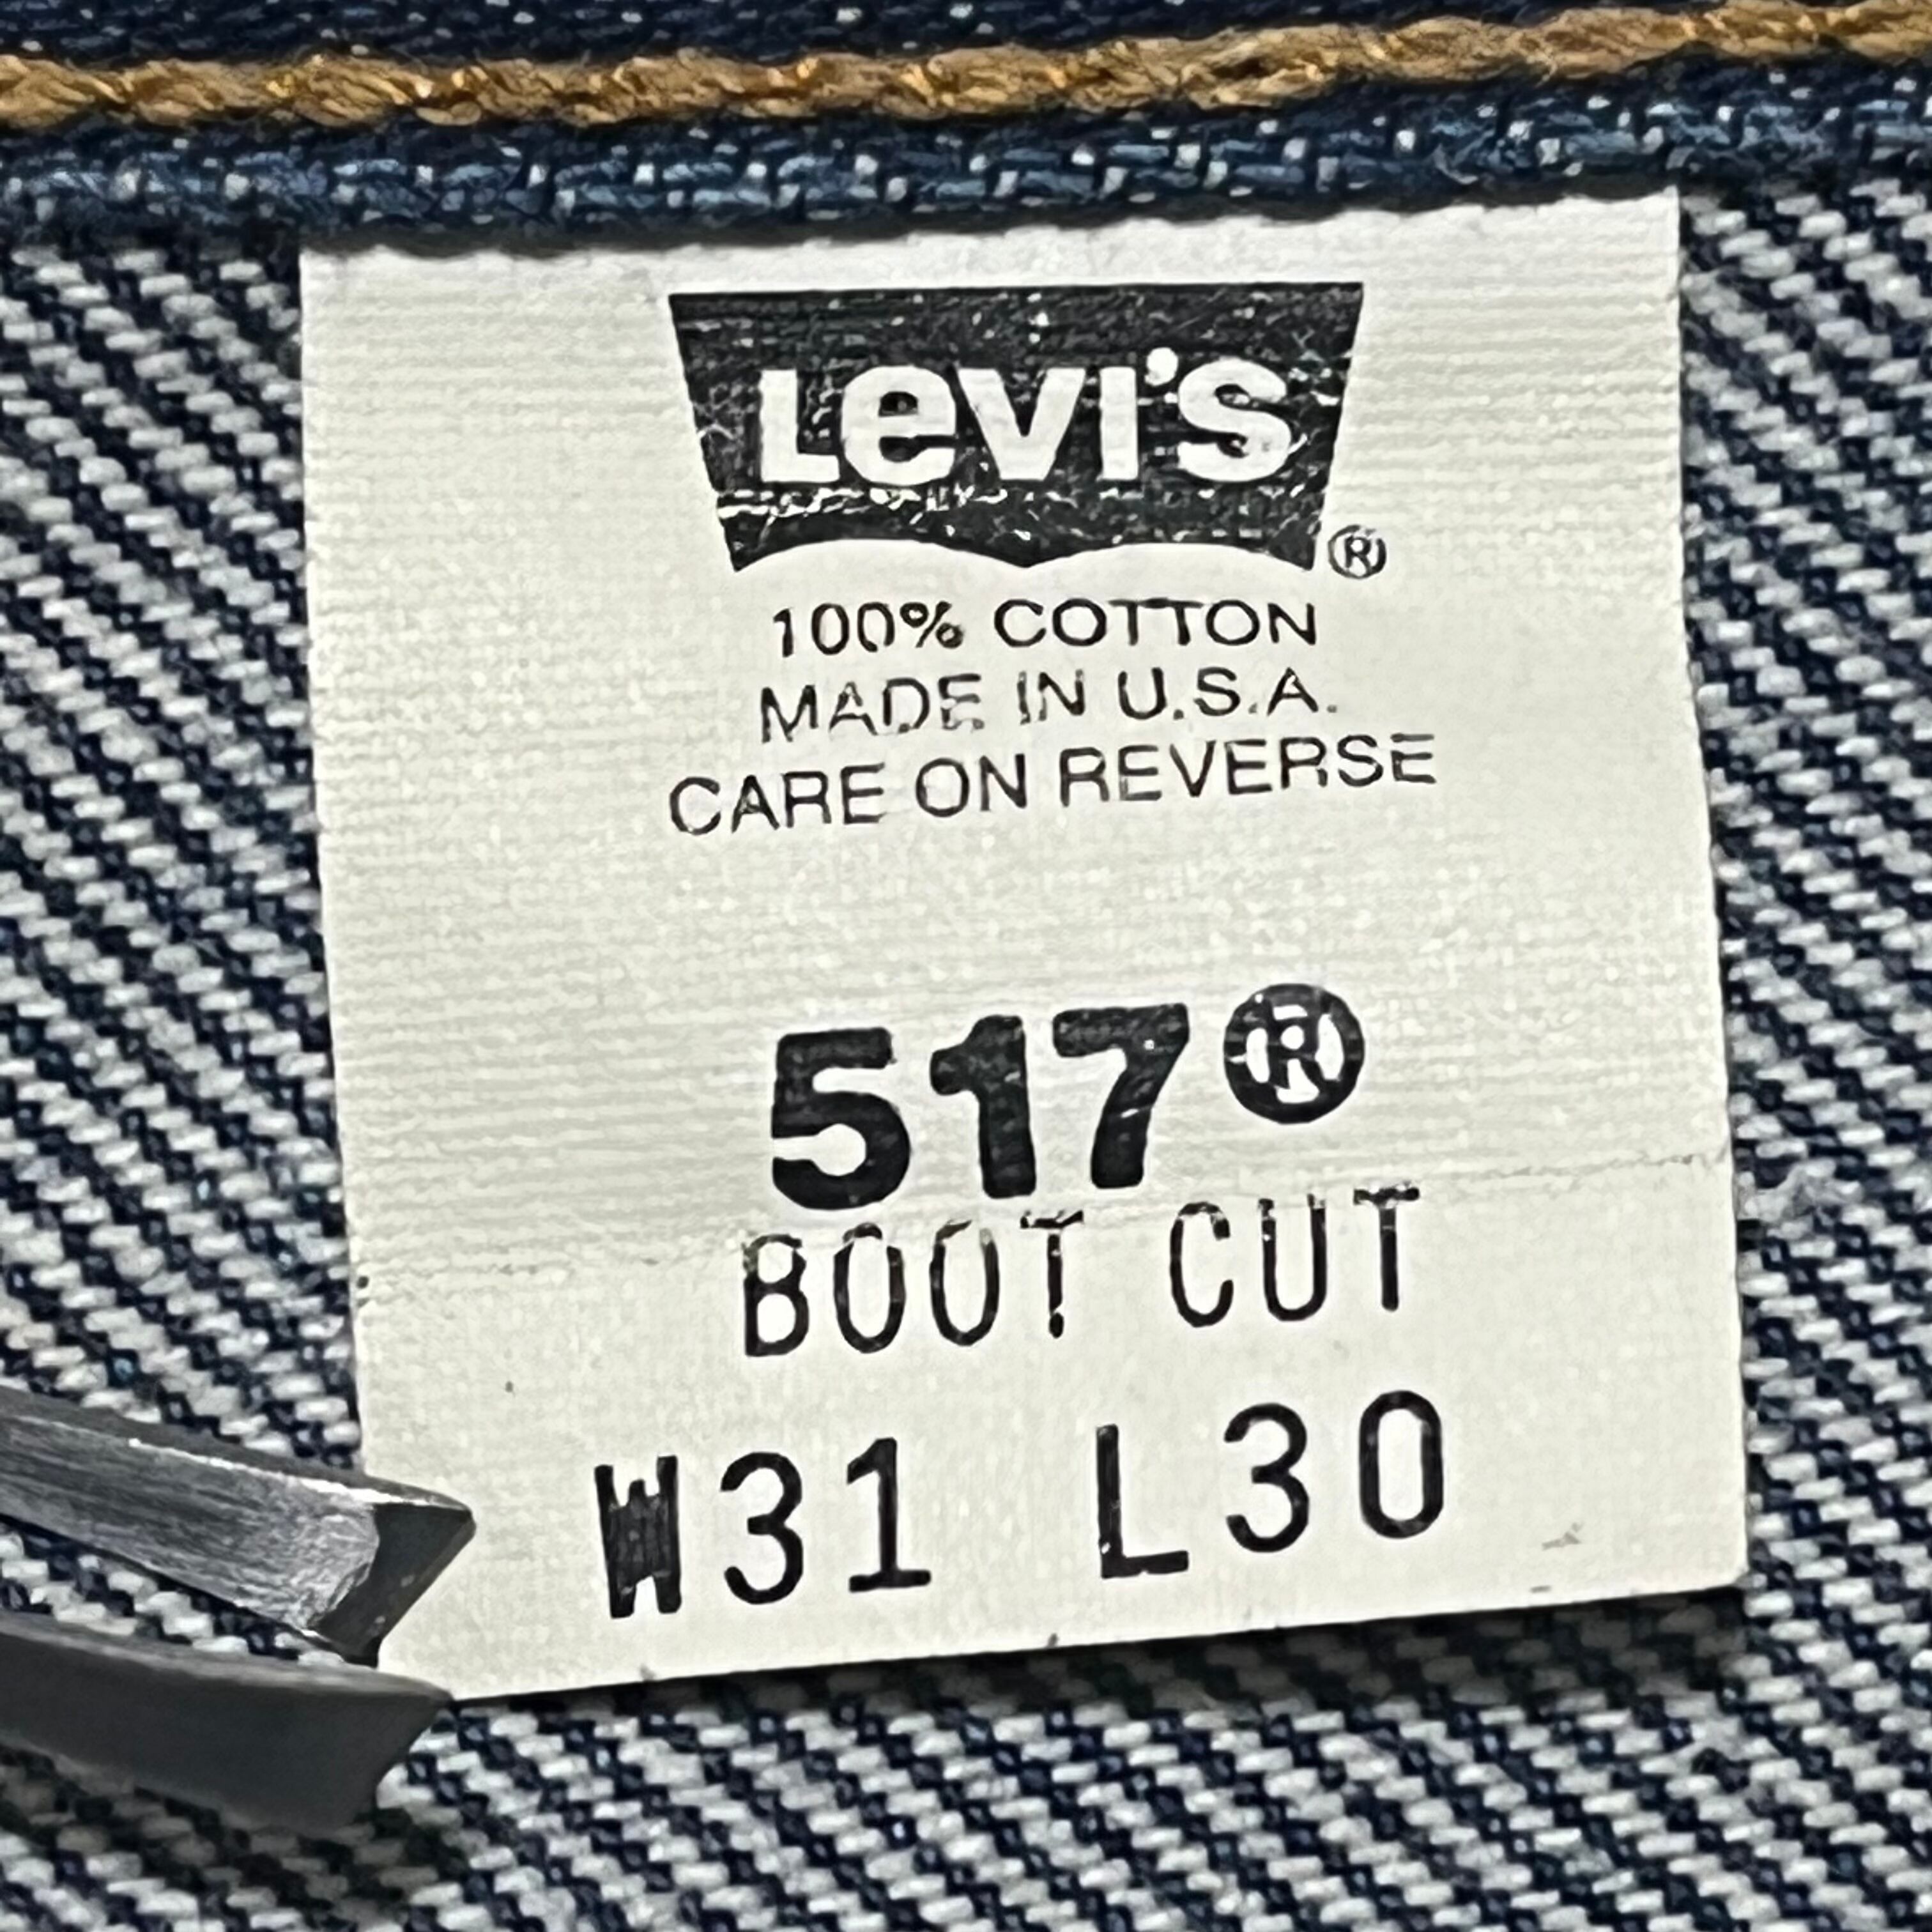 Levi's
®
100% COTTON
MADE IN U.S.A.
CARE ON REVERSE
517®
BOOT CUT
W31 L30